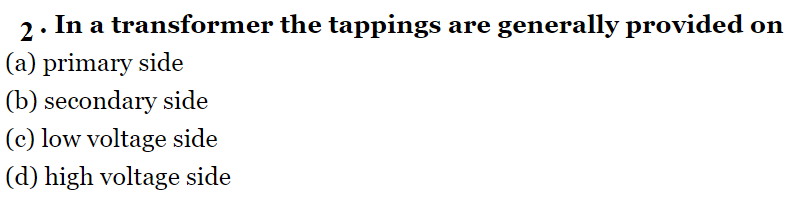 2. In a transformer the tappings are generally provided on
(a) primary side
(b) secondary side
(c) low voltage side
(d) high voltage side